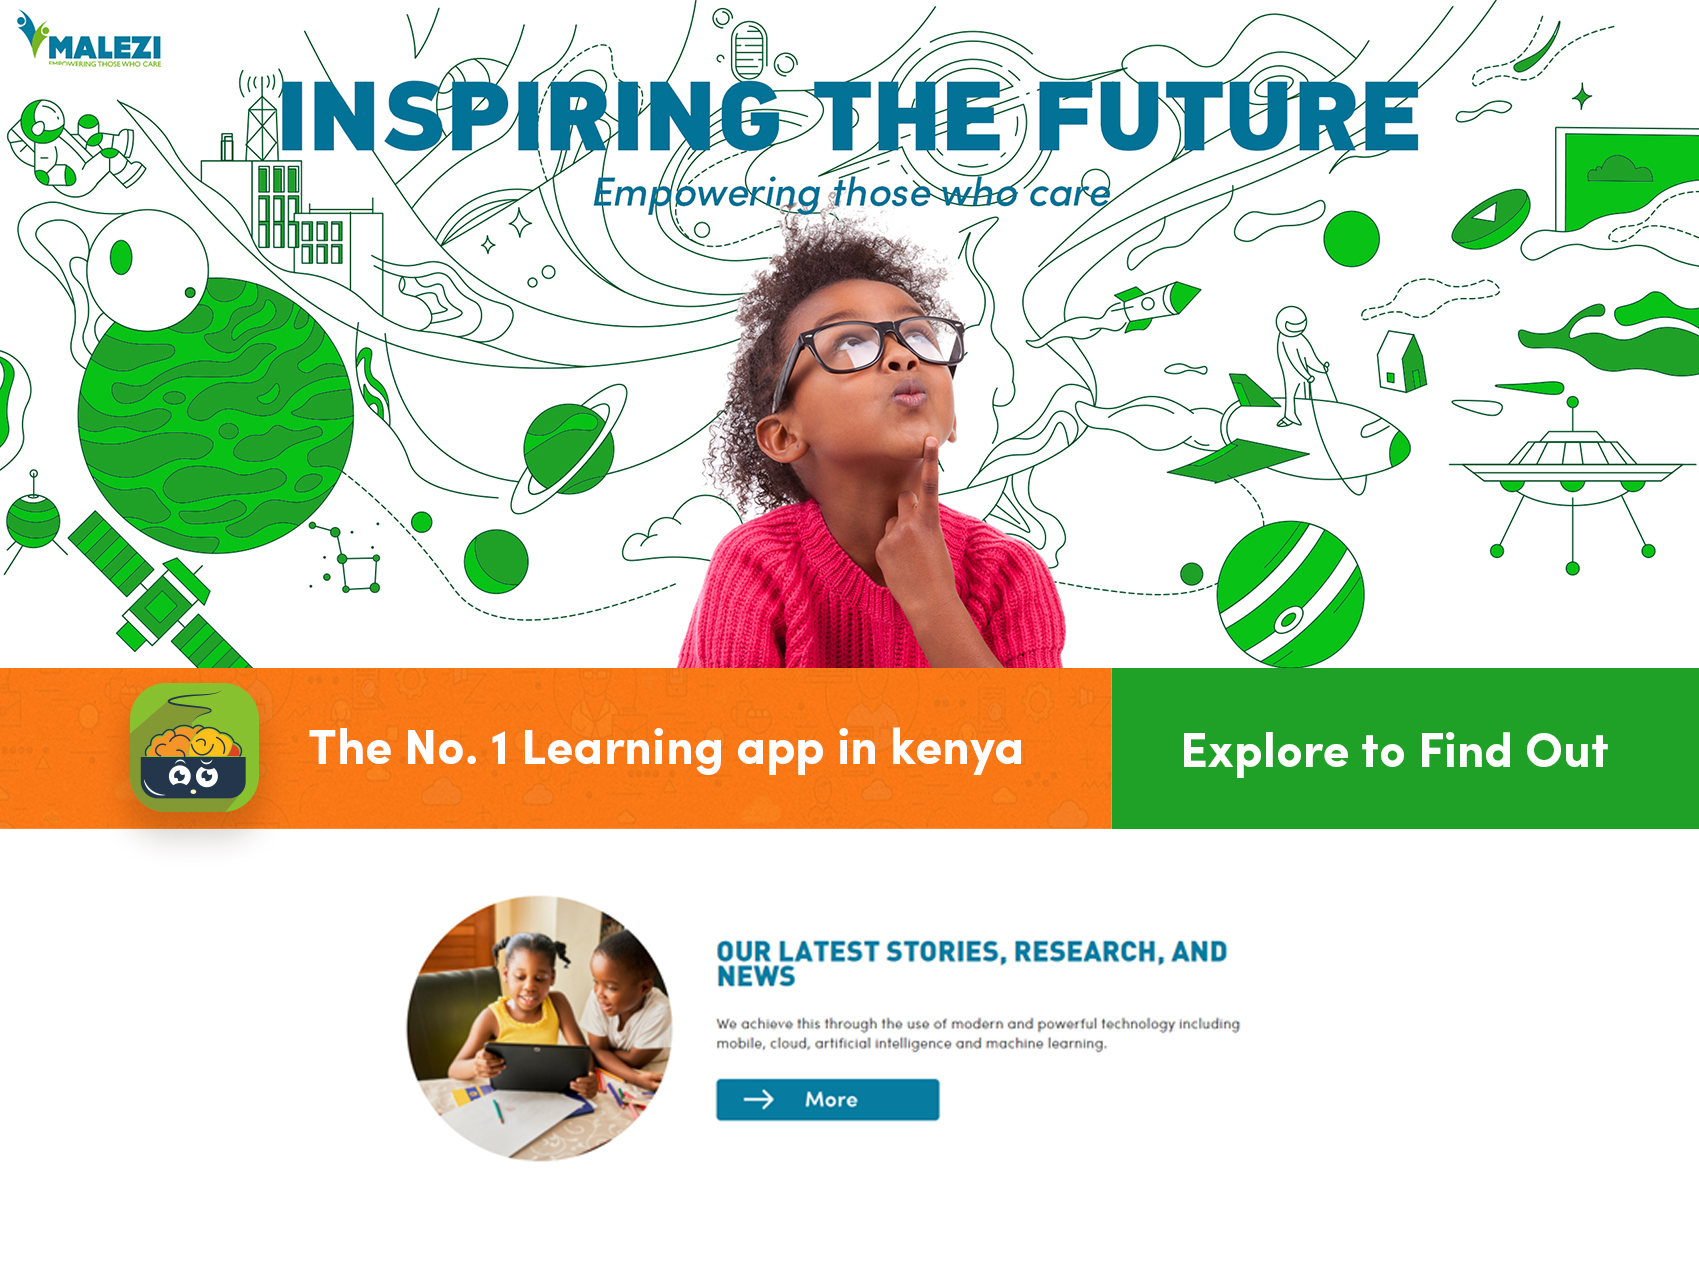 MALEZI
EMPOWERING THOSE WHO CARE
INSPIRING THE FUTURE
Empowering those who care
The No. 1 Learning app in kenya
Explore to Find Out
OUR LATEST STORIES, RESEARCH, AND
NEWS
We achieve this through the use of modern and powerful technology including
mobile, cloud, artificial intelligence and machine learning.
More